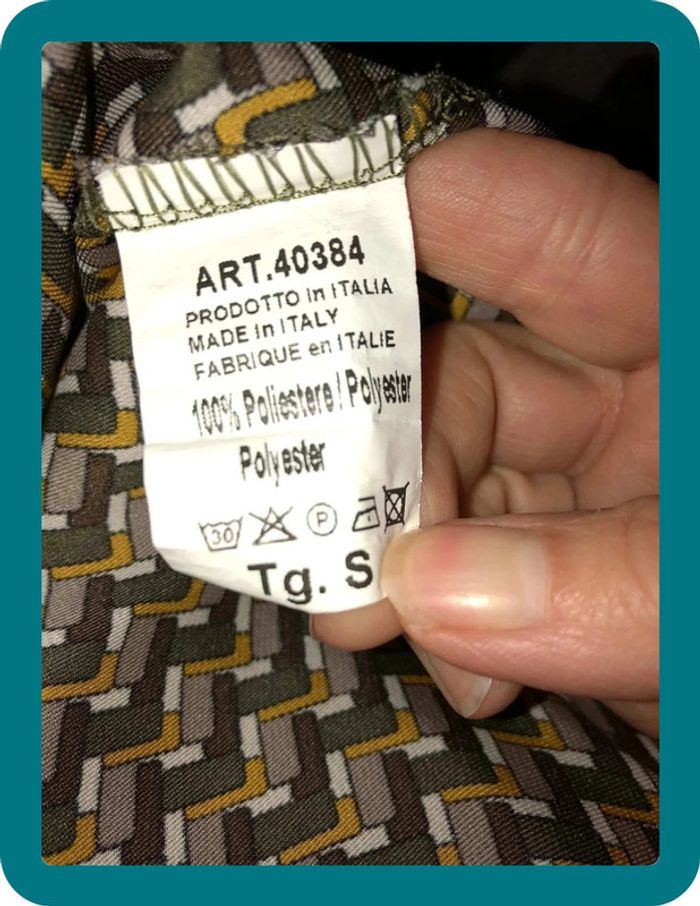 ART.40384
PRODOTTO in ITALIA
MADE in ITALY
FABRIQUE en ITALIE
100% Poliestere / Polyester
Polyester
30 P
Tg. S